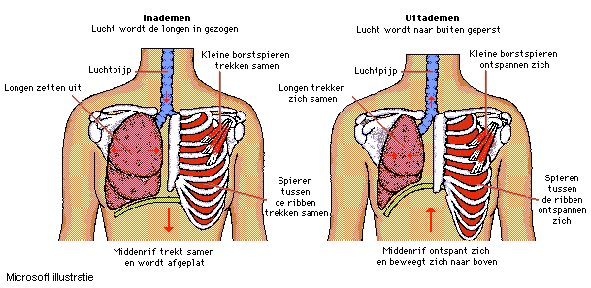 Inademen
Lucht wordt de longen in gezogen
Kleine borstspieren
trekken samen
Luchtpijp
Longen zetten uit
Spieren
tussen
de ribben
trekken samen
Middenrif trekt samen
en wordt afgeplat
Uitademen
Lucht wordt naar buiten geperst
Kleine borstspieren
ontspannen zich
Luchtpijp
Longen trekken
zich samen
Spieren
tussen
de ribben
ontspannen
zich
Middenrif ontspant zich
en beweegt zich naar boven
Microsoft illustratie